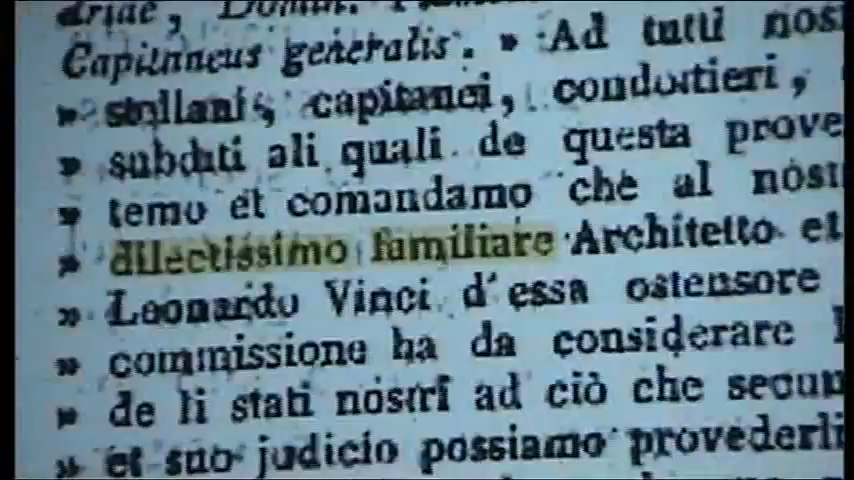 Capitaneus generalis. » Ad tutti
» stellani, capitanei, condottieri,
» subditi ali quali de questa prove
» temo et comandamo che al nost
» dilectissimo familiare Architetto et
» Leonardo Vinci d'essa ostensore
» commissione ha da considerare
» de li stati nostri ad ciò che secun
» et suo judicio possiamo provederli